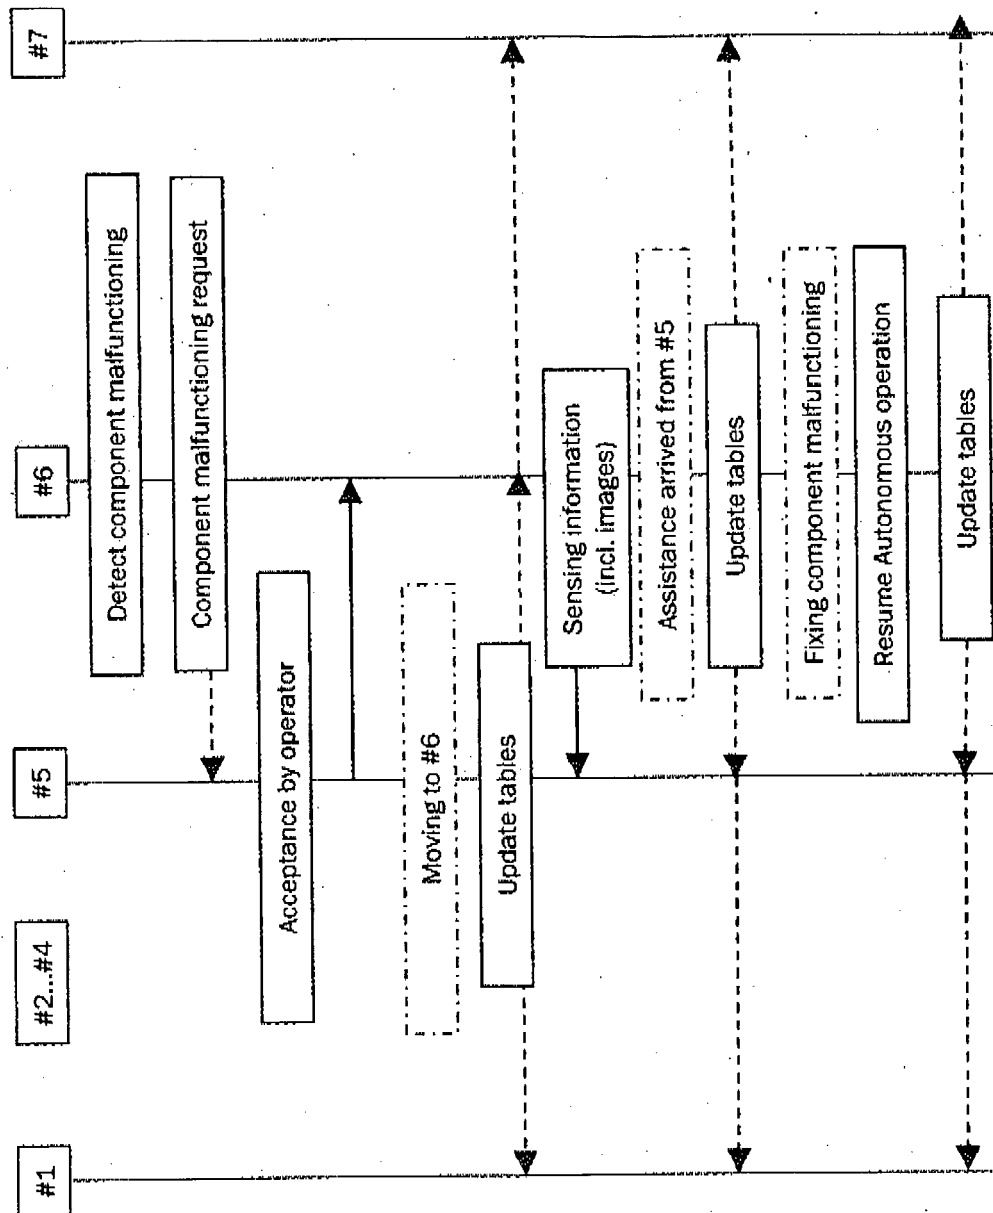 #1
#2...#4
#5
#6
#7
Detect component malfunctioning
Component malfunctioning request
Acceptance by operator
Moving to #6
Update tables
Sensing information
(incl. images)
Assistance arrived from #5
Update tables
Fixing component malfunctioning
Resume Autonomous operation
Update tables